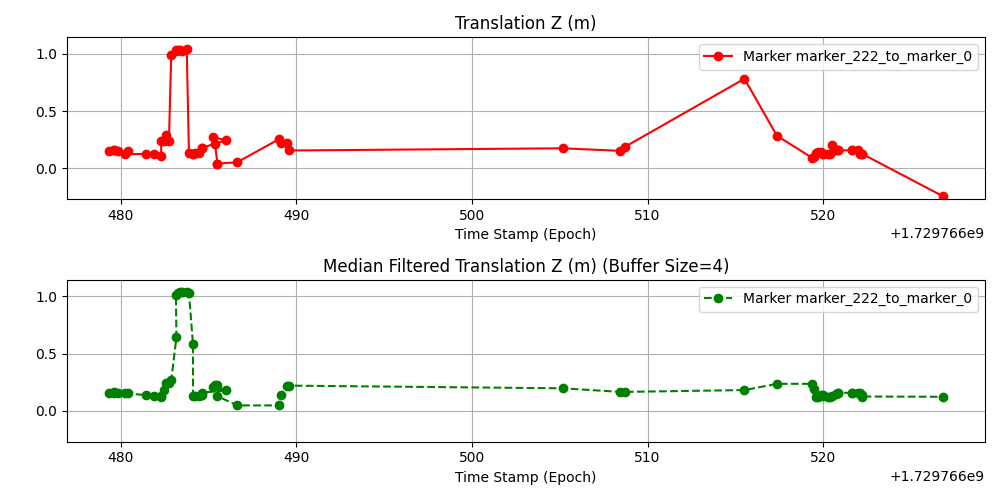 Translation Z (m)
1.0
0.5
0.0
Marker marker_222_to_marker_0
480 490 500 510 520
Time Stamp (Epoch)
+1.729766e9
Median Filtered Translation Z (m) (Buffer Size=4)
1.0
0.5
0.0
Marker marker_222_to_marker_0
480 490 500 510 520
Time Stamp (Epoch)
+1.729766e9